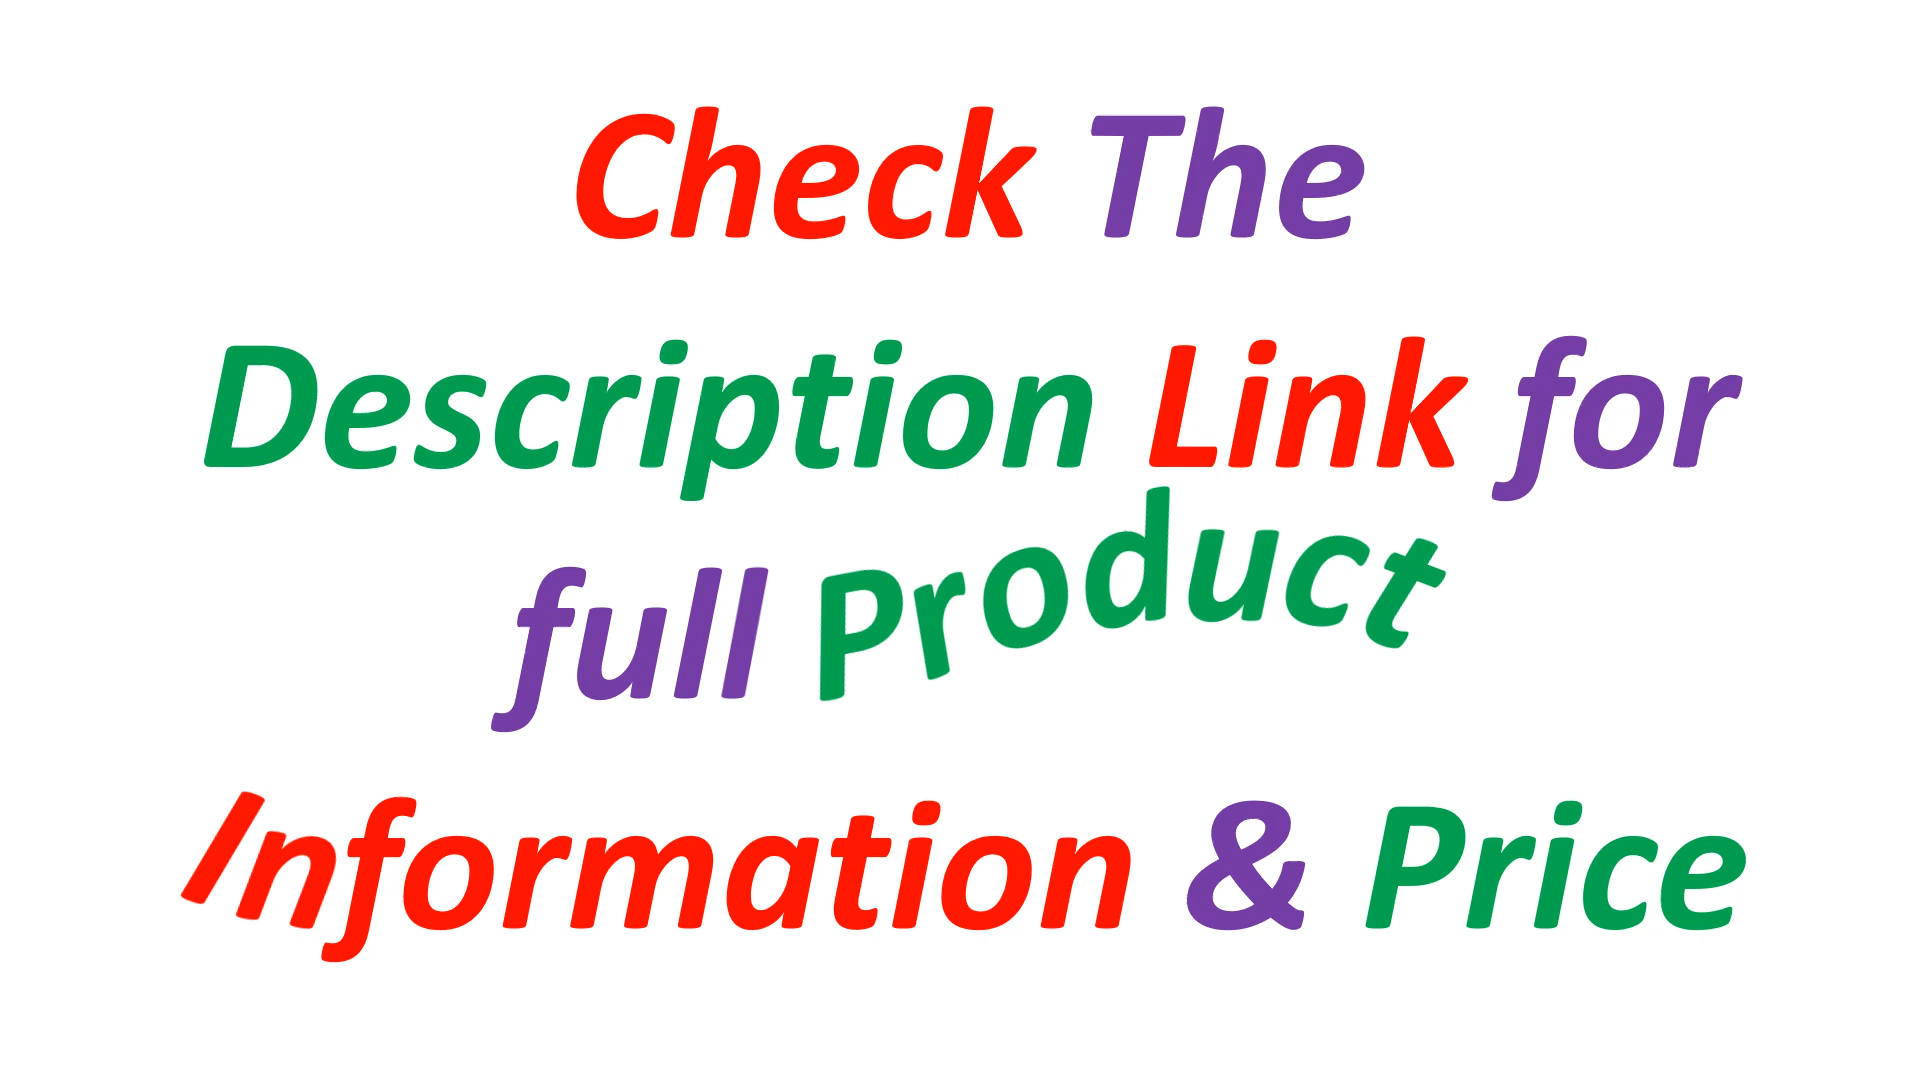 Check The
Description Link for
full Product
Information & Price